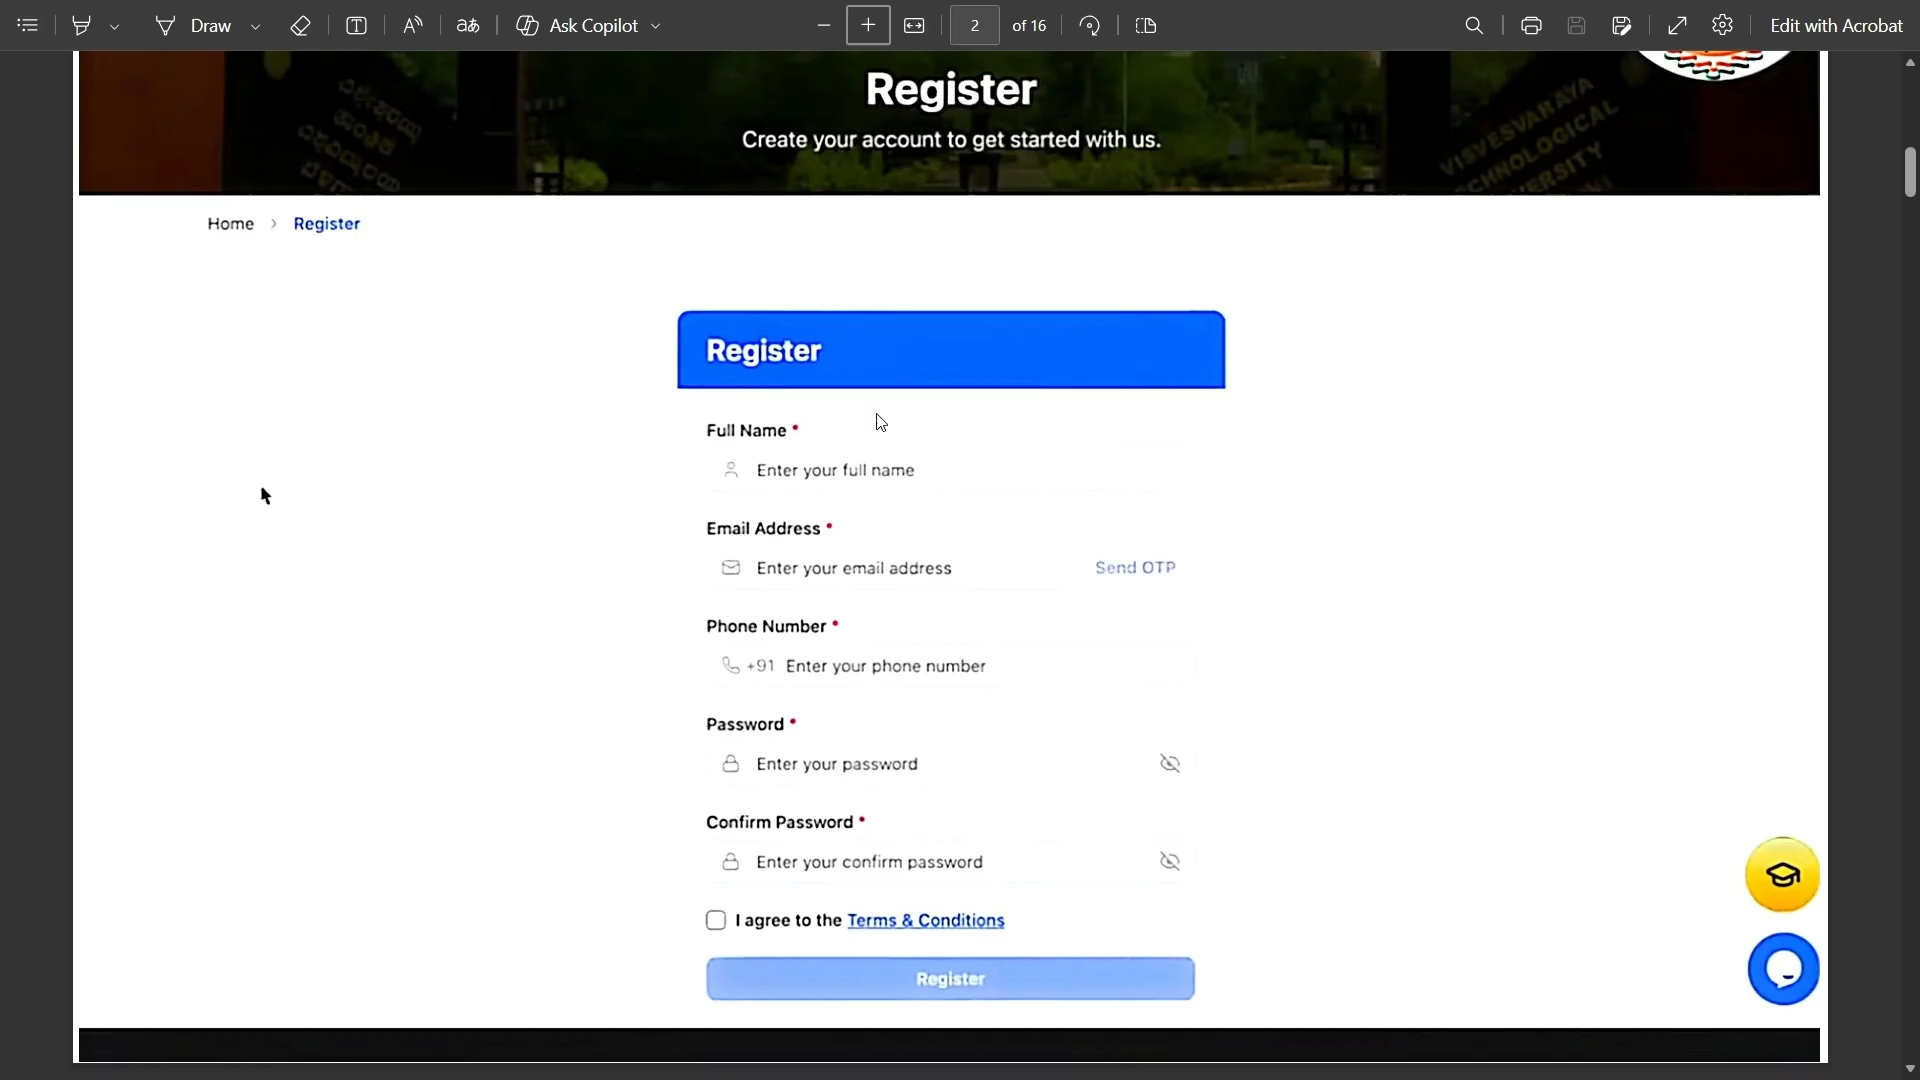 Draw
Ask Copilot
2 of 16
Edit with Acrobat
Register
Create your account to get started with us.
VISVESVARAYA
TECHNOLOGICAL
UNIVERSITY
Home > Register
Register
Full Name *
Enter your full name
Email Address *
Enter your email address Send OTP
Phone Number *
+91 Enter your phone number
Password *
Enter your password
Confirm Password *
Enter your confirm password
I agree to the Terms & Conditions
Register